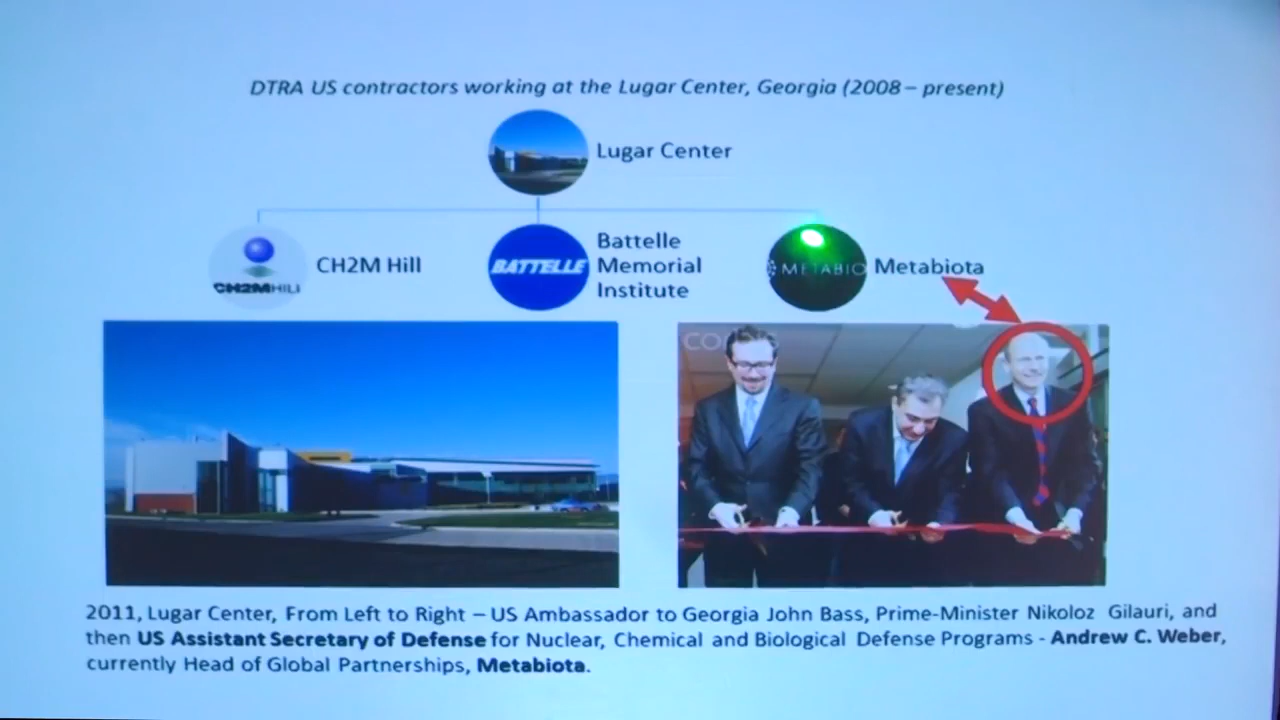 DTRA US contractors working at the Lugar Center, Georgia (2008 – present)
Lugar Center
CH2M Hill
Battelle
Memorial
Institute
Metabiota
CH2MHILL
BATTELLE
METABIO
CO
2011, Lugar Center, From Left to Right – US Ambassador to Georgia John Bass, Prime-Minister Nikoloz Gilauri, and
then US Assistant Secretary of Defense for Nuclear, Chemical and Biological Defense Programs - Andrew C. Weber,
currently Head of Global Partnerships, Metabiota.